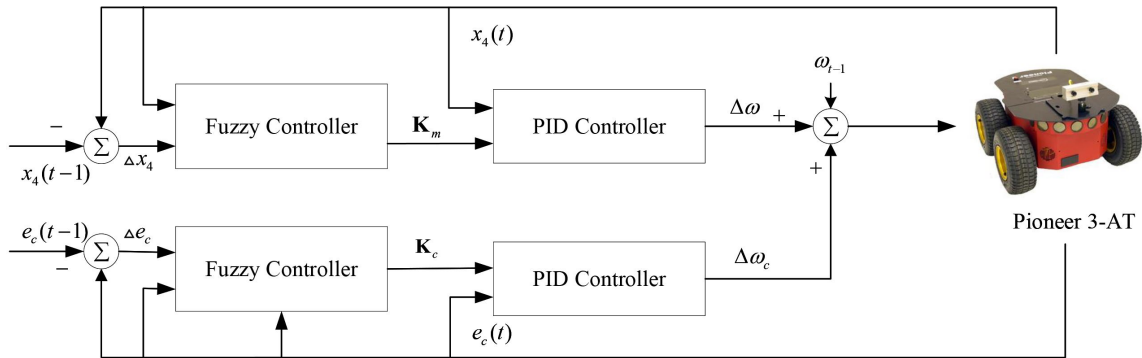 x₄(t)
ω_{t−1}
−
Σ
Δx₄
x₄(t−1)
Fuzzy Controller
K_m
PID Controller
Δω
+
Σ
+
Pioneer 3-AT
e_c(t−1)
Σ
Δe_c
−
Fuzzy Controller
K_c
PID Controller
Δω_c
e_c(t)